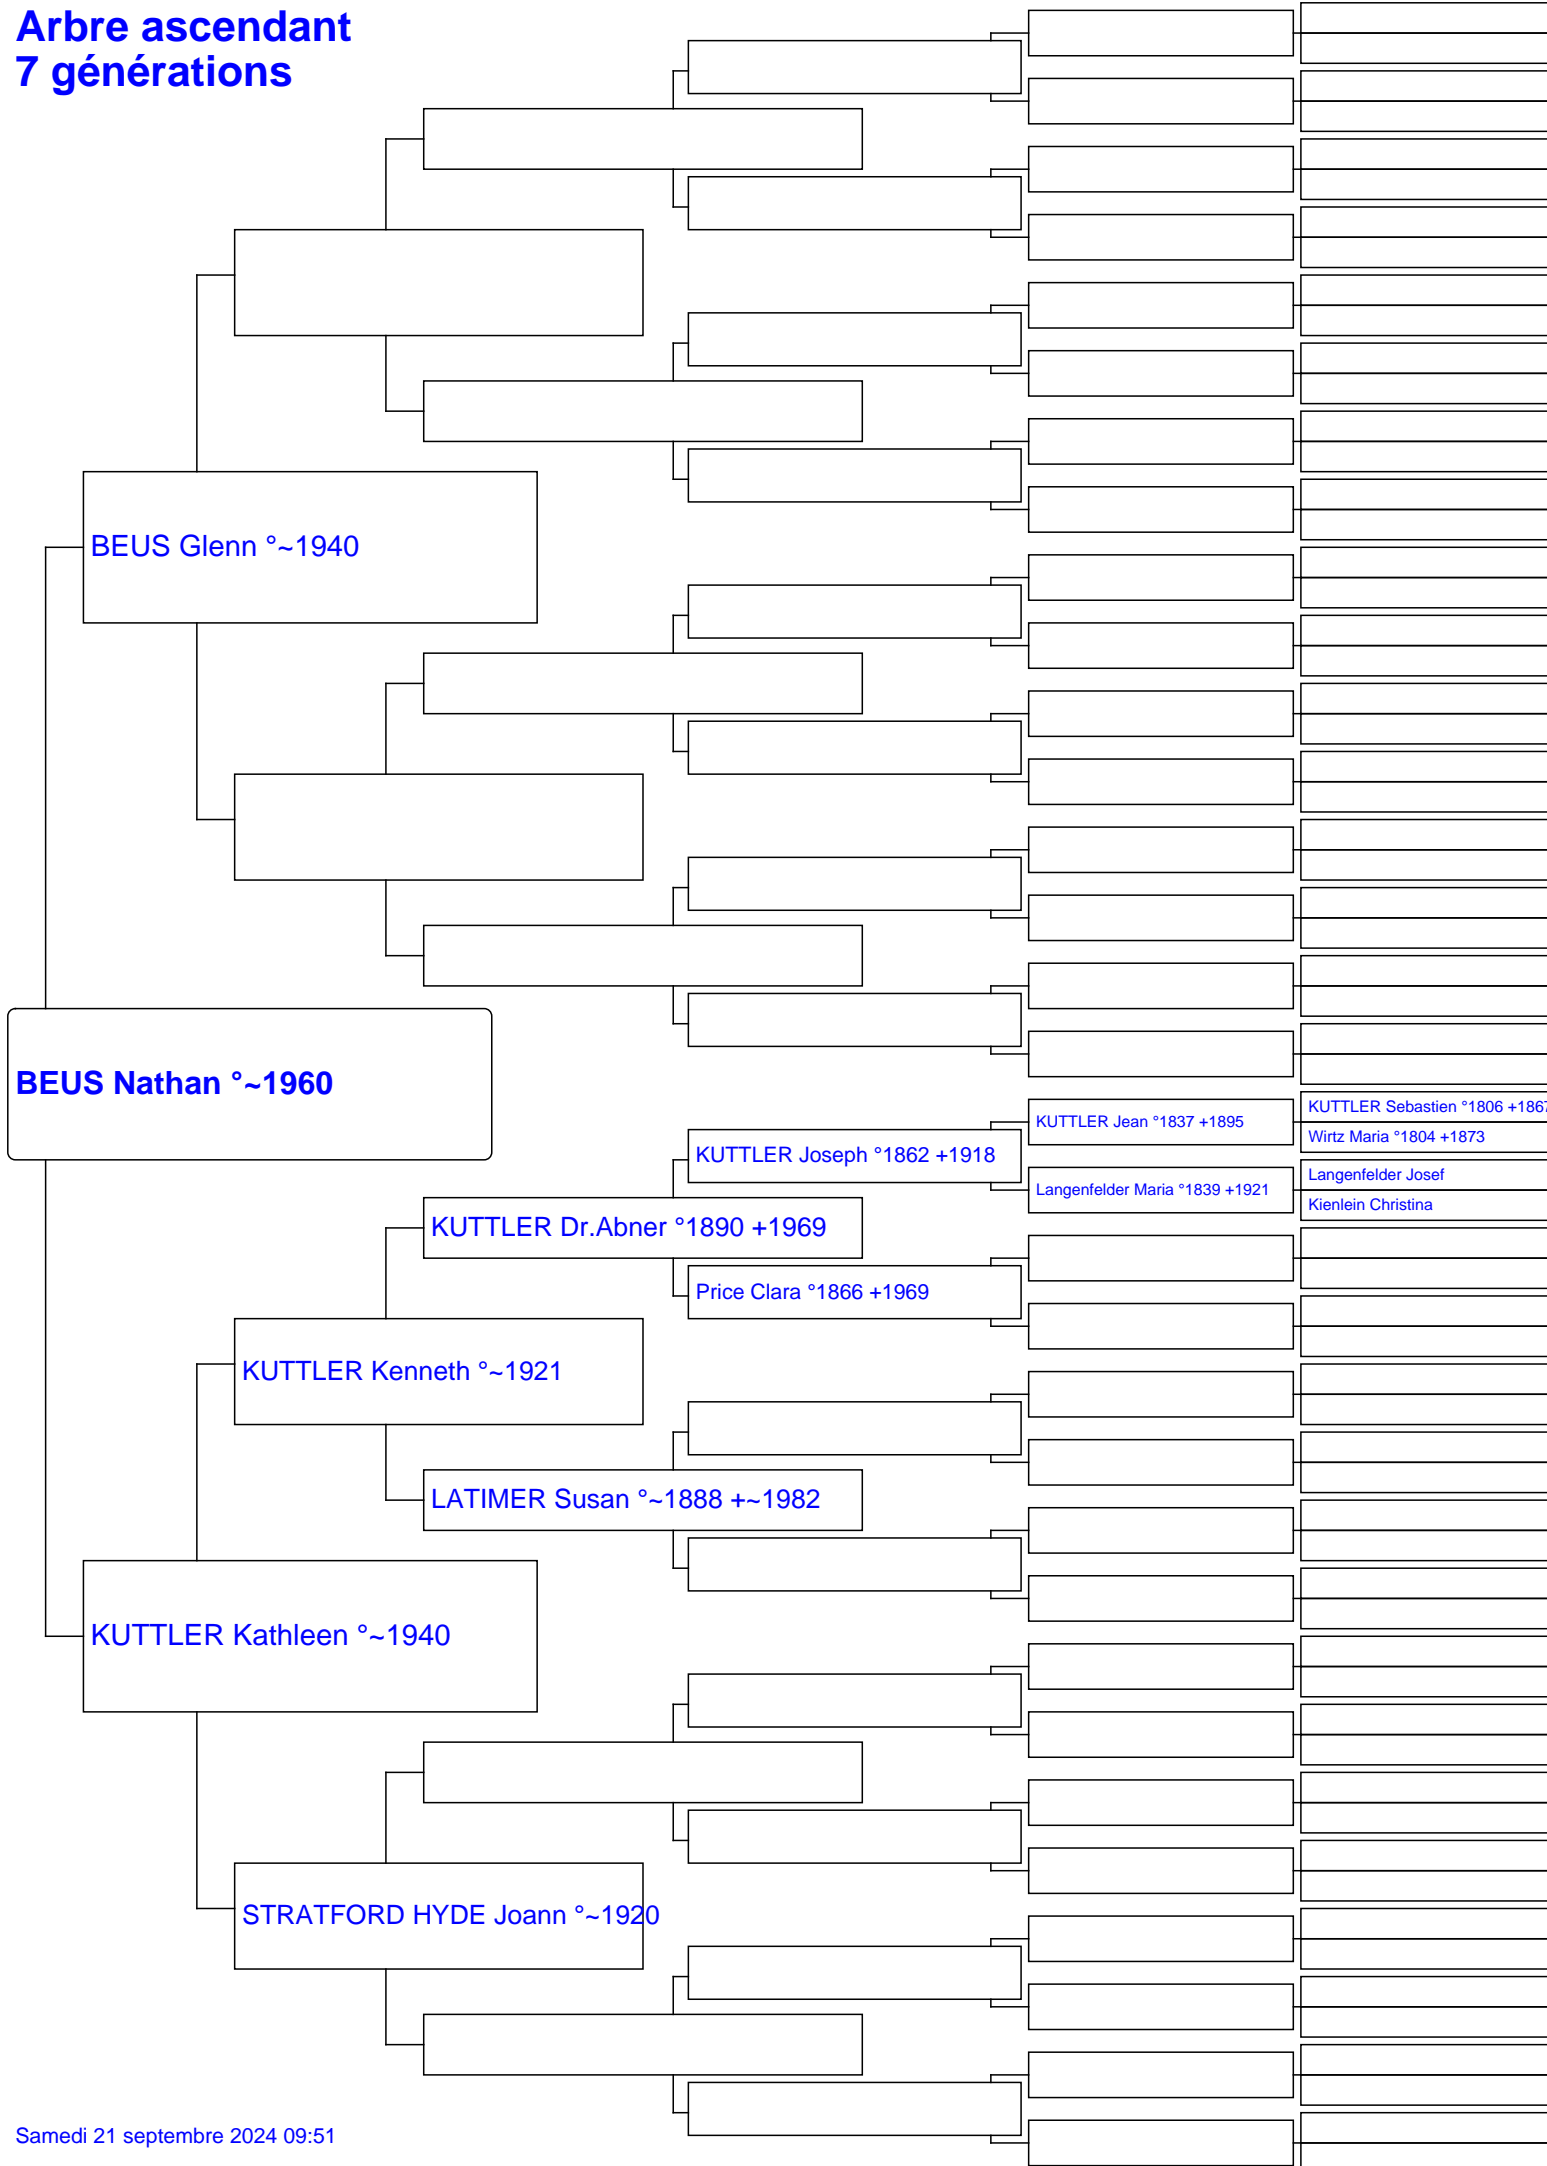 Arbre ascendant
7 générations
BEUS Glenn °~1940
BEUS Nathan °~1960
KUTTLER Jean °1837 +1895
KUTTLER Sebastien °1806 +1867
Wirtz Maria °1804 +1873
KUTTLER Joseph °1862 +1918
Langenfelder Maria °1839 +1921
Langenfelder Josef
Kienlein Christina
KUTTLER Dr.Abner °1890 +1969
Price Clara °1866 +1969
KUTTLER Kenneth °~1921
LATIMER Susan °~1888 +~1982
KUTTLER Kathleen °~1940
STRATFORD HYDE Joann °~1920
Samedi 21 septembre 2024 09:51